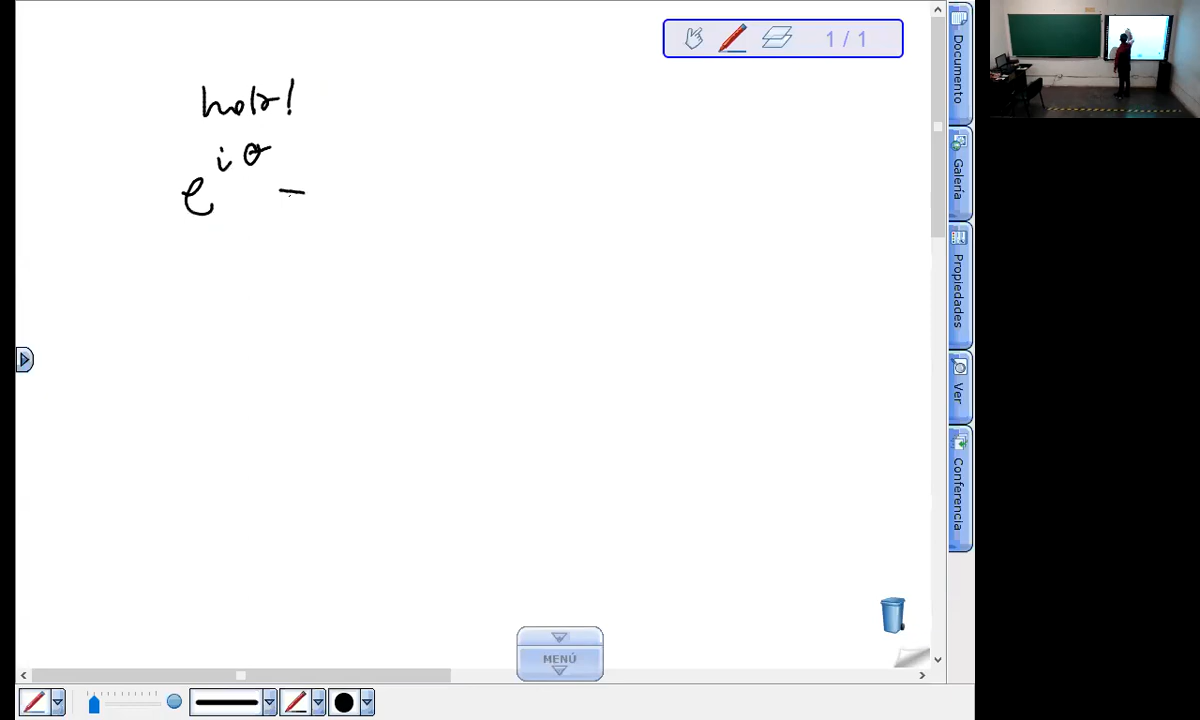 1 / 1
hola!
e^{iθ} –
Documento
Galería
Propiedades
Ver
Conferencia
MENÚ